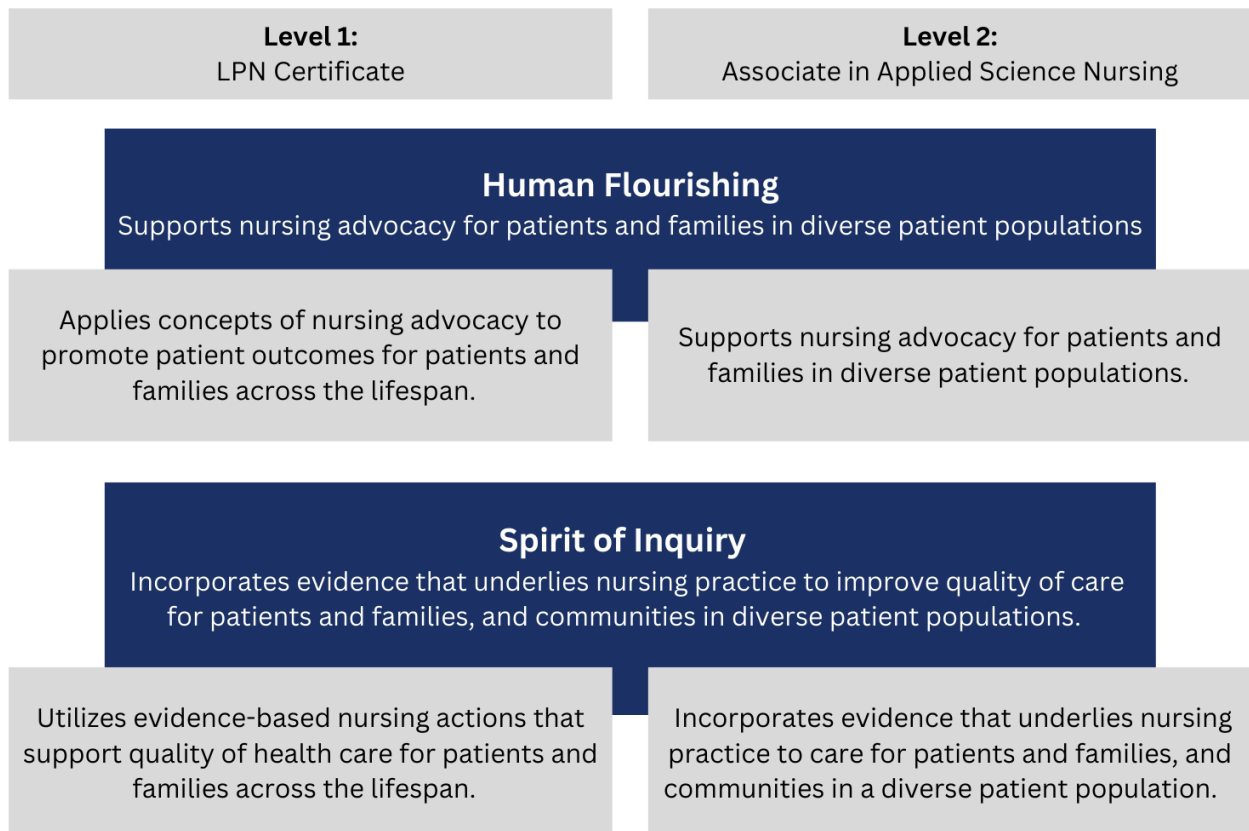 Level 1:
LPN Certificate
Level 2:
Associate in Applied Science Nursing
Human Flourishing
Supports nursing advocacy for patients and families in diverse patient populations
Applies concepts of nursing advocacy to
promote patient outcomes for patients and
families across the lifespan.
Supports nursing advocacy for patients and
families in diverse patient populations.
Spirit of Inquiry
Incorporates evidence that underlies nursing practice to improve quality of care
for patients and families, and communities in diverse patient populations.
Utilizes evidence-based nursing actions that
support quality of health care for patients and
families across the lifespan.
Incorporates evidence that underlies nursing
practice to care for patients and families, and
communities in a diverse patient population.